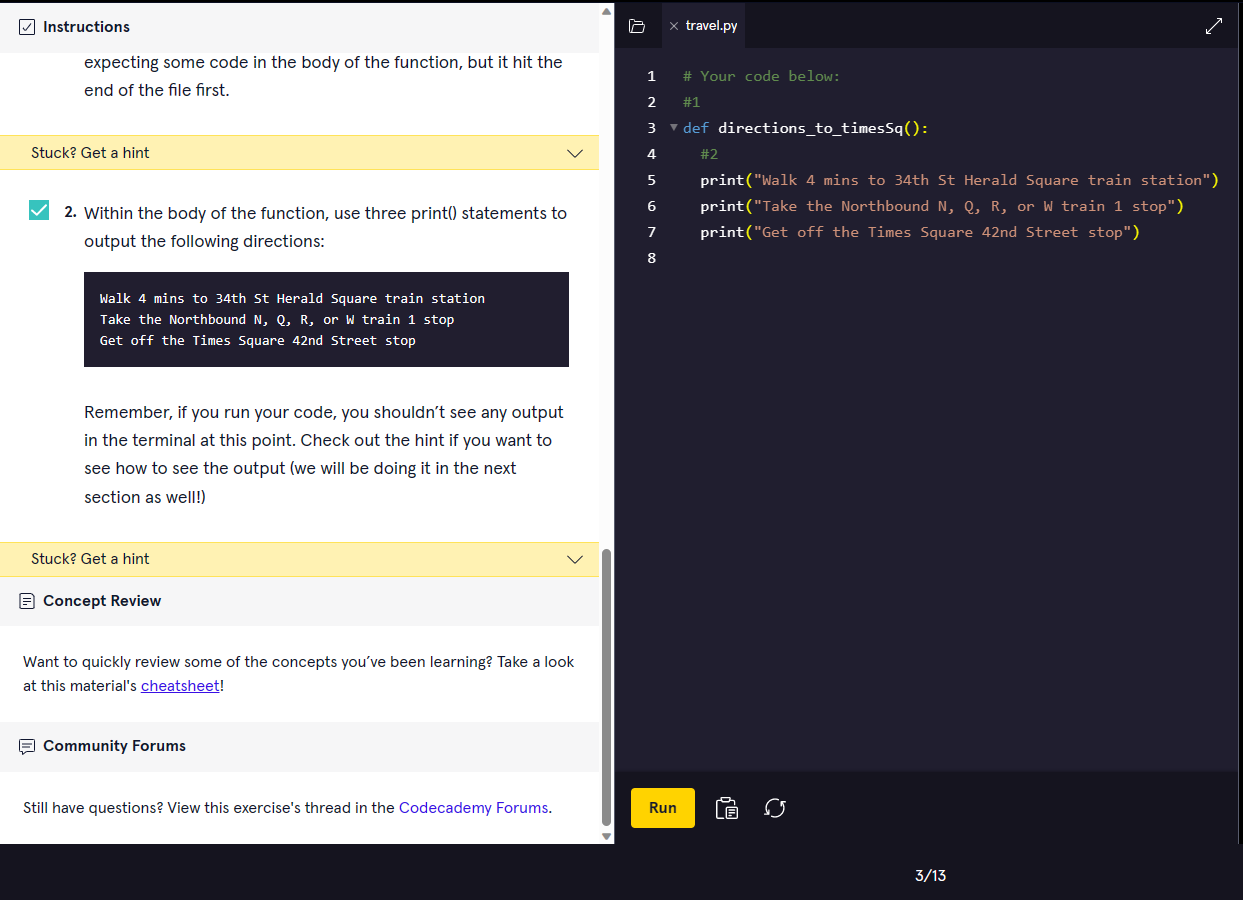 Instructions
expecting some code in the body of the function, but it hit the
end of the file first.
Stuck? Get a hint
2. Within the body of the function, use three print() statements to
output the following directions:
Walk 4 mins to 34th St Herald Square train station
Take the Northbound N, Q, R, or W train 1 stop
Get off the Times Square 42nd Street stop
Remember, if you run your code, you shouldn’t see any output
in the terminal at this point. Check out the hint if you want to
see how to see the output (we will be doing it in the next
section as well!)
Stuck? Get a hint
Concept Review
Want to quickly review some of the concepts you’ve been learning? Take a look
at this material's cheatsheet!
Community Forums
Still have questions? View this exercise's thread in the Codecademy Forums.
travel.py
1 # Your code below:
2 #1
3 def directions_to_timesSq():
4 #2
5 print("Walk 4 mins to 34th St Herald Square train station")
6 print("Take the Northbound N, Q, R, or W train 1 stop")
7 print("Get off the Times Square 42nd Street stop")
8
Run
3/13